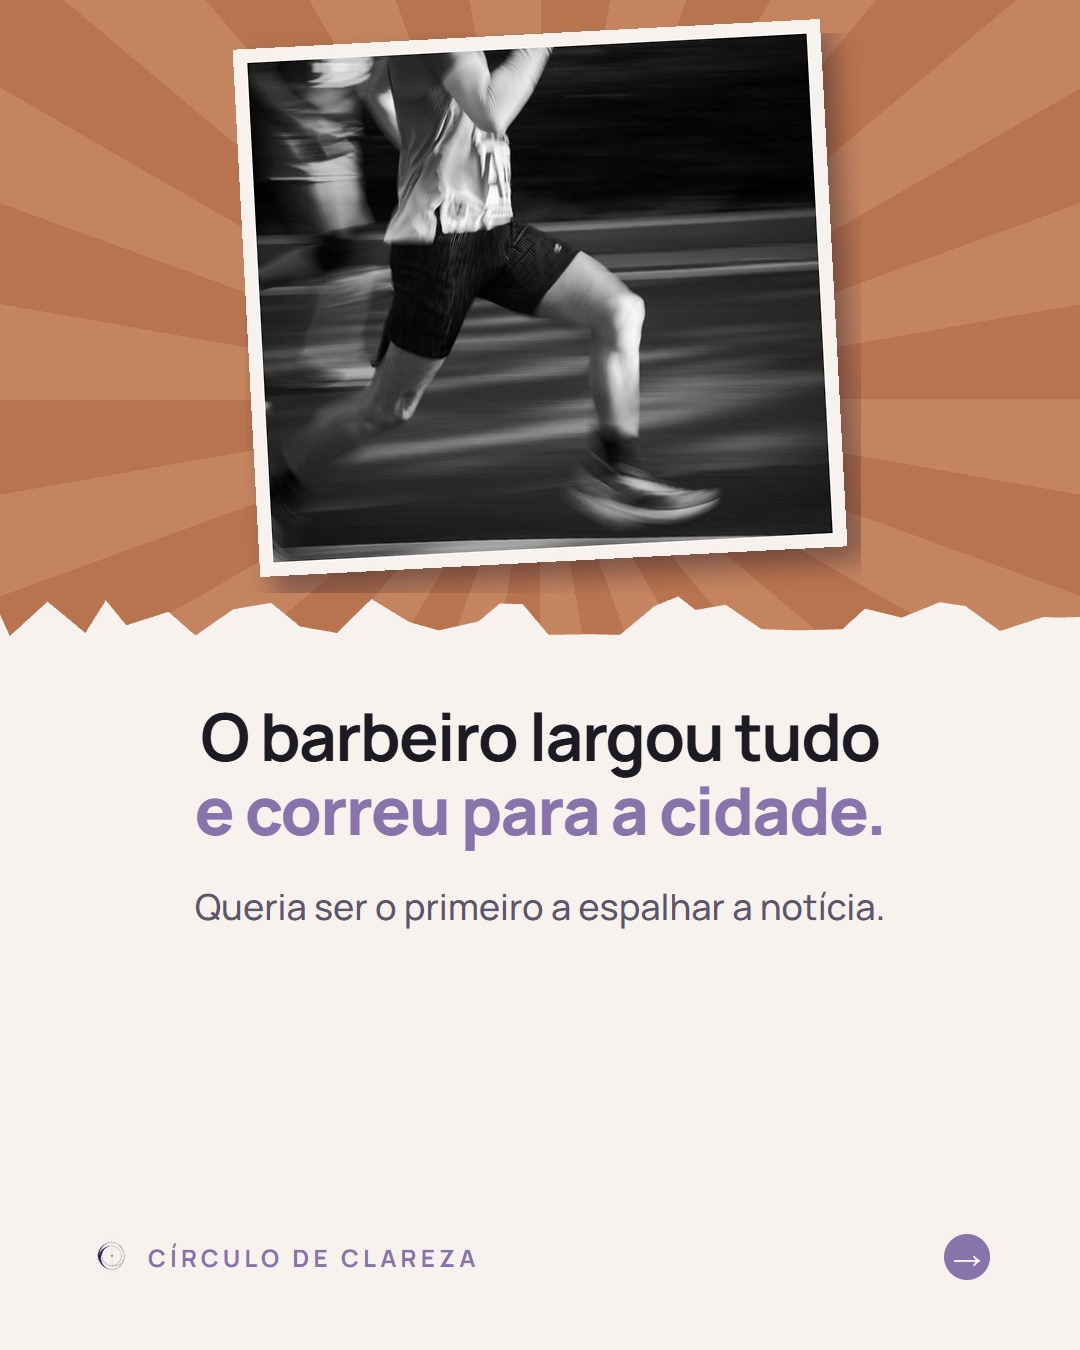 O barbeiro largou tudo
e correu para a cidade.
Queria ser o primeiro a espalhar a notícia.
CÍRCULO DE CLAREZA
→